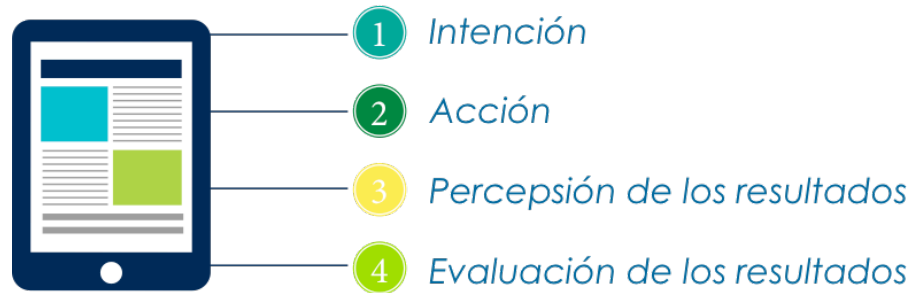 1 Intención
2 Acción
3 Percepsión de los resultados
4 Evaluación de los resultados